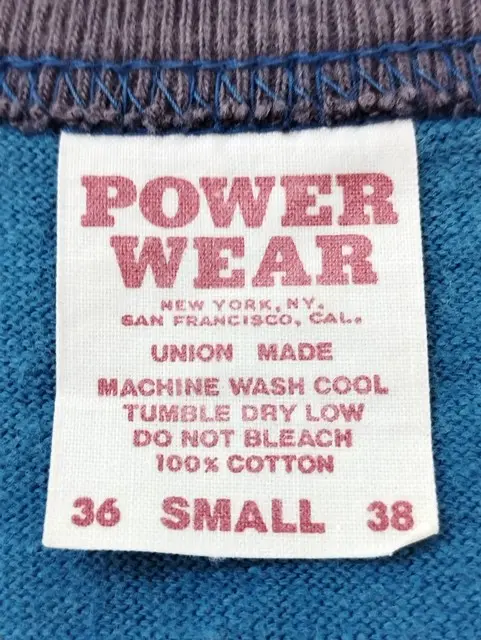 POWER
WEAR
NEW YORK, NY.
SAN FRANCISCO, CAL.
UNION MADE
MACHINE WASH COOL
TUMBLE DRY LOW
DO NOT BLEACH
100% COTTON
36 SMALL 38